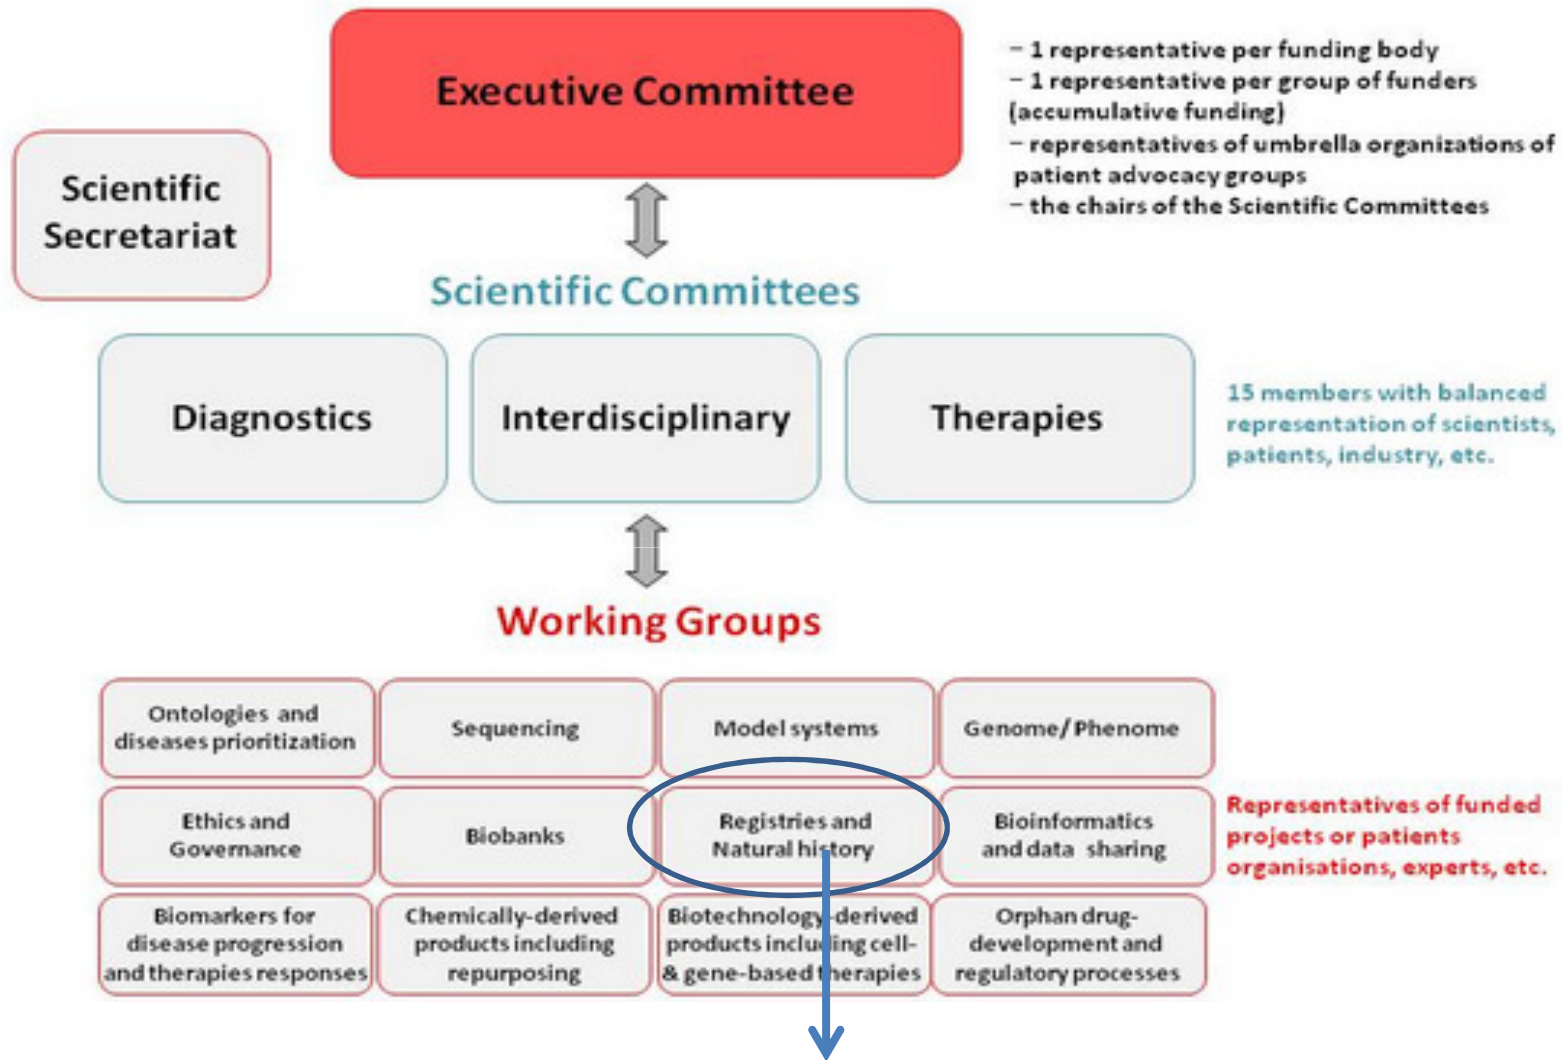 Executive Committee
– 1 representative per funding body
– 1 representative per group of funders
(accumulative funding)
– representatives of umbrella organizations of
patient advocacy groups
– the chairs of the Scientific Committees
Scientific
Secretariat
Scientific Committees
Diagnostics
Interdisciplinary
Therapies
15 members with balanced
representation of scientists,
patients, industry, etc.
Working Groups
Ontologies and
diseases prioritization
Sequencing
Model systems
Genome/ Phenome
Ethics and
Governance
Biobanks
Registries and
Natural history
Bioinformatics
and data sharing
Representatives of funded
projects or patients
organisations, experts, etc.
Biomarkers for
disease progression
and therapies responses
Chemically-derived
products including
repurposing
Biotechnology-derived
products including cell-
& gene-based therapies
Orphan drug-
development and
regulatory processes